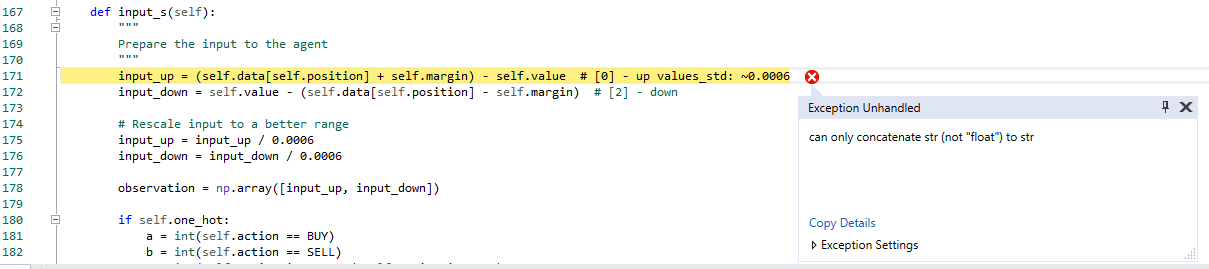 167 def input_s(self):
168 """
169 Prepare the input to the agent
170 """
171 input_up = (self.data[self.position] + self.margin) - self.value # [0] - up values_std: ~0.0006
172 input_down = self.value - (self.data[self.position] - self.margin) # [2] - down
173
174 # Rescale input to a better range
175 input_up = input_up / 0.0006
176 input_down = input_down / 0.0006
177
178 observation = np.array([input_up, input_down])
179
180 if self.one_hot:
181 a = int(self.action == BUY)
182 b = int(self.action == SELL)
Exception Unhandled
can only concatenate str (not "float") to str
Copy Details
Exception Settings